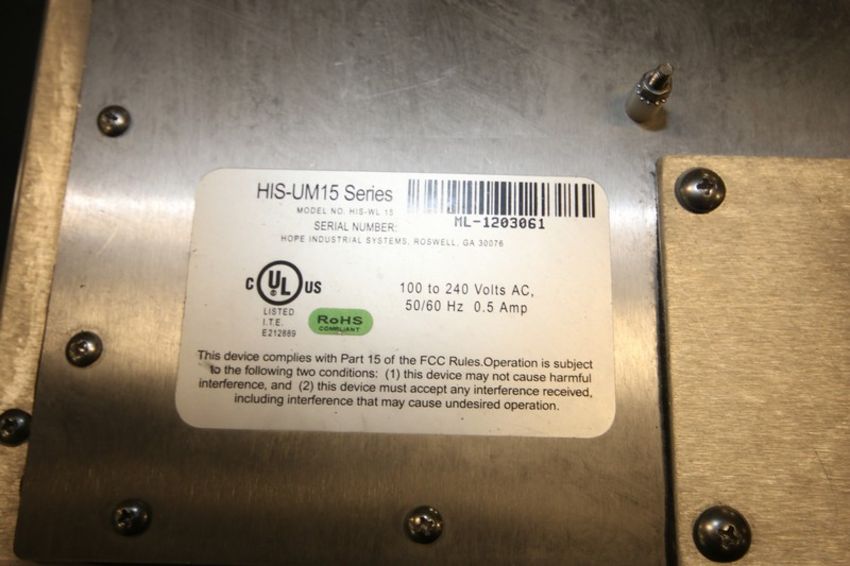 HIS-UM15 Series
MODEL NO. HIS-WL 15
SERIAL NUMBER: ML-1203061
HOPE INDUSTRIAL SYSTEMS, ROSWELL, GA 30076
C UL US
®
LISTED
I.T.E.
E212889
RoHS
COMPLIANT
100 to 240 Volts AC,
50/60 Hz 0.5 Amp
This device complies with Part 15 of the FCC Rules.Operation is subject
to the following two conditions: (1) this device may not cause harmful
interference, and (2) this device must accept any interference received,
including interference that may cause undesired operation.